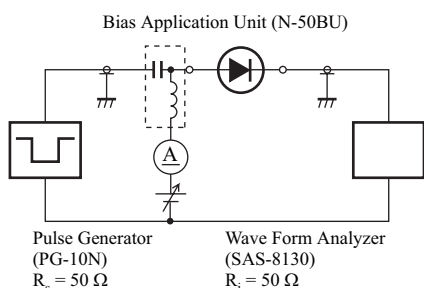 Bias Application Unit (N-50BU)
A
Pulse Generator
(PG-10N)
Rs = 50 Ω
Wave Form Analyzer
(SAS-8130)
Ri = 50 Ω